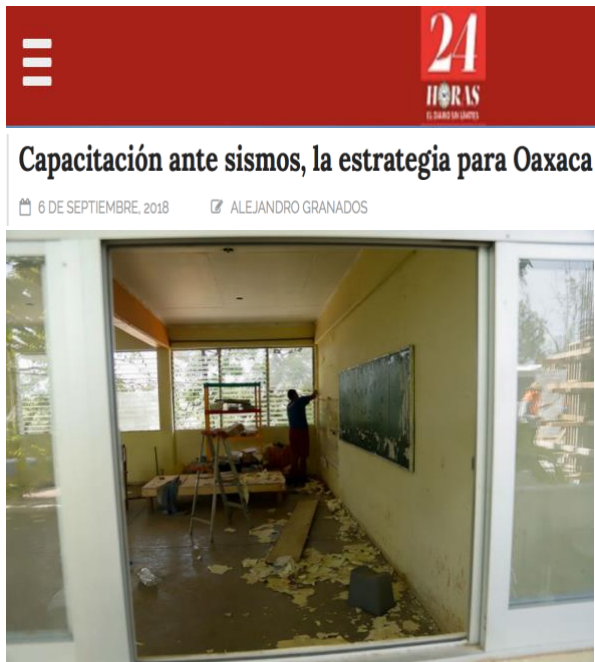 24
HORAS
EL DIARIO SIN LÍMITES
Capacitación ante sismos, la estrategia para Oaxaca
6 DE SEPTIEMBRE, 2018
ALEJANDRO GRANADOS